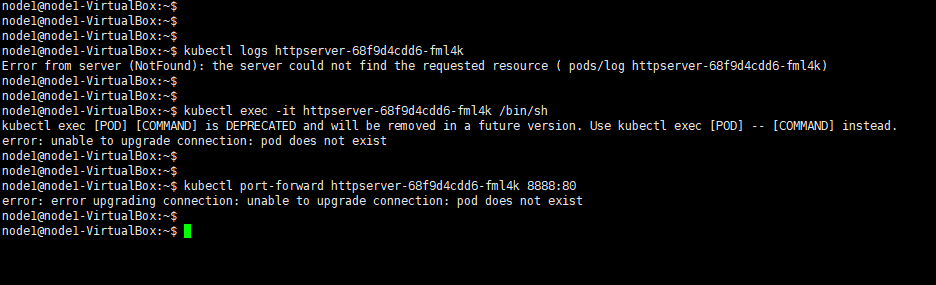 node1@node1-VirtualBox:~$
node1@node1-VirtualBox:~$
node1@node1-VirtualBox:~$
node1@node1-VirtualBox:~$ kubectl logs httpserver-68f9d4cdd6-fml4k
Error from server (NotFound): the server could not find the requested resource ( pods/log httpserver-68f9d4cdd6-fml4k)
node1@node1-VirtualBox:~$
node1@node1-VirtualBox:~$
node1@node1-VirtualBox:~$ kubectl exec -it httpserver-68f9d4cdd6-fml4k /bin/sh
kubectl exec [POD] [COMMAND] is DEPRECATED and will be removed in a future version. Use kubectl exec [POD] -- [COMMAND] instead.
error: unable to upgrade connection: pod does not exist
node1@node1-VirtualBox:~$
node1@node1-VirtualBox:~$
node1@node1-VirtualBox:~$ kubectl port-forward httpserver-68f9d4cdd6-fml4k 8888:80
error: error upgrading connection: unable to upgrade connection: pod does not exist
node1@node1-VirtualBox:~$
node1@node1-VirtualBox:~$